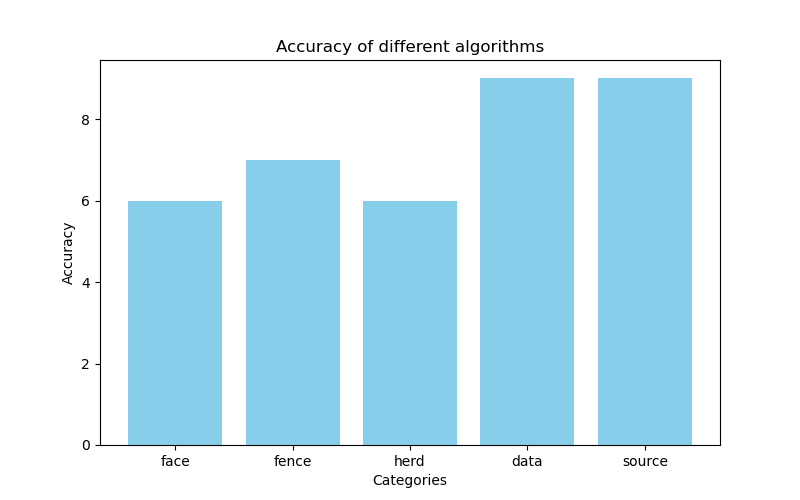 Accuracy of different algorithms
Accuracy
8
6
4
2
0
face fence herd data source
Categories